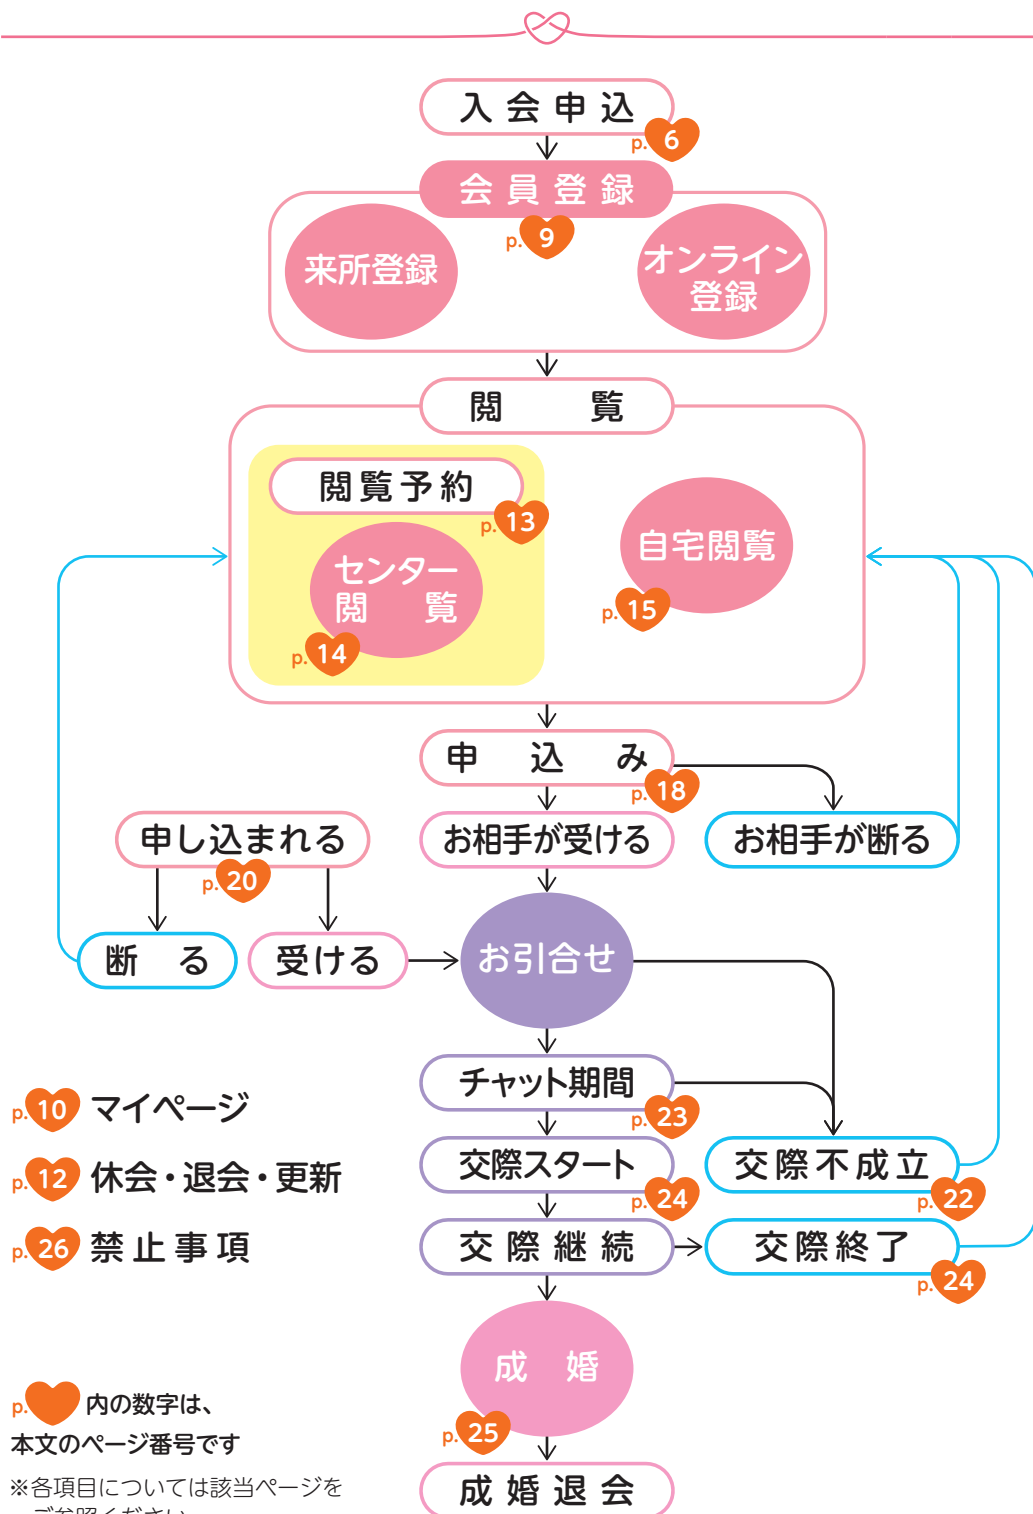 入会申込
p. 6
会員登録
p. 9
来所登録
オンライン
登録
閲覧
閲覧予約
p. 13
センター
閲覧
p. 14
自宅閲覧
p. 15
申込み
p. 18
申し込まれる
p. 20
お相手が受ける
お相手が断る
断る
受ける
お引合せ
チャット期間
p. 23
交際スタート
p. 24
交際不成立
p. 22
交際継続
交際終了
p. 24
成婚
p. 25
成婚退会
p. 10 マイページ
p. 12 休会・退会・更新
p. 26 禁止事項
p. 内の数字は、
本文のページ番号です
※各項目については該当ページを
ご参照ください